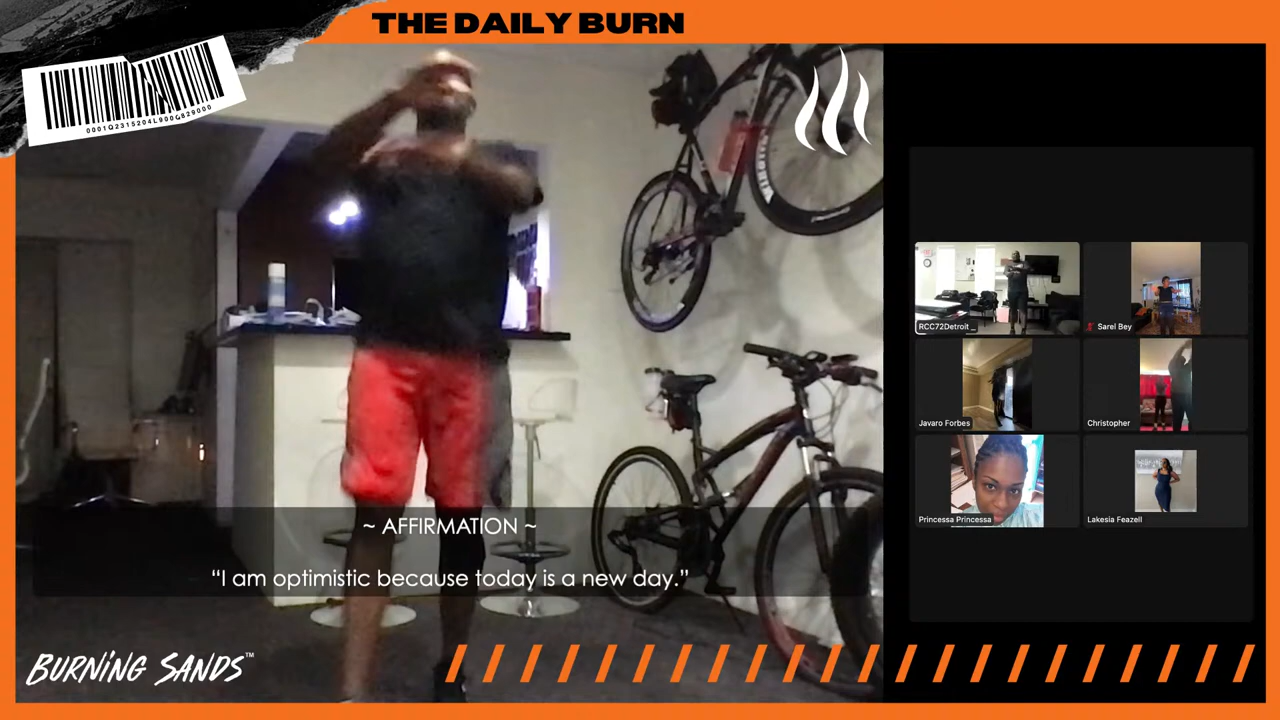 THE DAILY BURN
RCC72Detroit _
Sarei Bey
Javaro Forbes
Christopher
Princessa Princessa
Lakesia Feazell
~ AFFIRMATION ~
“I am optimistic because today is a new day.”
BURNING SANDS™